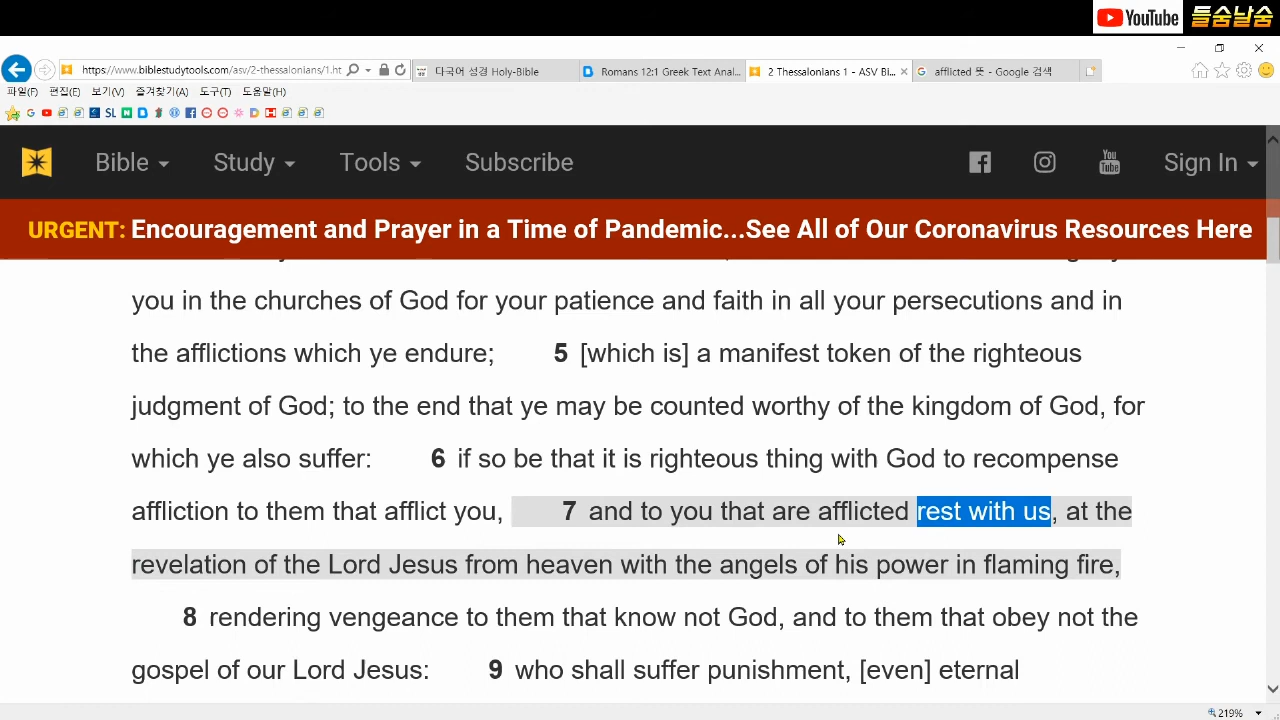 YouTube 들숨날숨
https://www.biblestudytools.com/asv/2-thessalonians/1.ht
다국어 성경 Holy-Bible
Romans 12:1 Greek Text Anal...
2 Thessalonians 1 - ASV Bi...
afflicted 뜻 - Google 검색
파일(F) 편집(E) 보기(V) 즐겨찾기(A) 도구(T) 도움말(H)
Bible Study Tools Subscribe You Tube Sign In
URGENT: Encouragement and Prayer in a Time of Pandemic...See All of Our Coronavirus Resources Here
you in the churches of God for your patience and faith in all your persecutions and in
the afflictions which ye endure; 5 [which is] a manifest token of the righteous
judgment of God; to the end that ye may be counted worthy of the kingdom of God, for
which ye also suffer: 6 if so be that it is righteous thing with God to recompense
affliction to them that afflict you, 7 and to you that are afflicted rest with us, at the
revelation of the Lord Jesus from heaven with the angels of his power in flaming fire,
8 rendering vengeance to them that know not God, and to them that obey not the
gospel of our Lord Jesus: 9 who shall suffer punishment, [even] eternal
219%